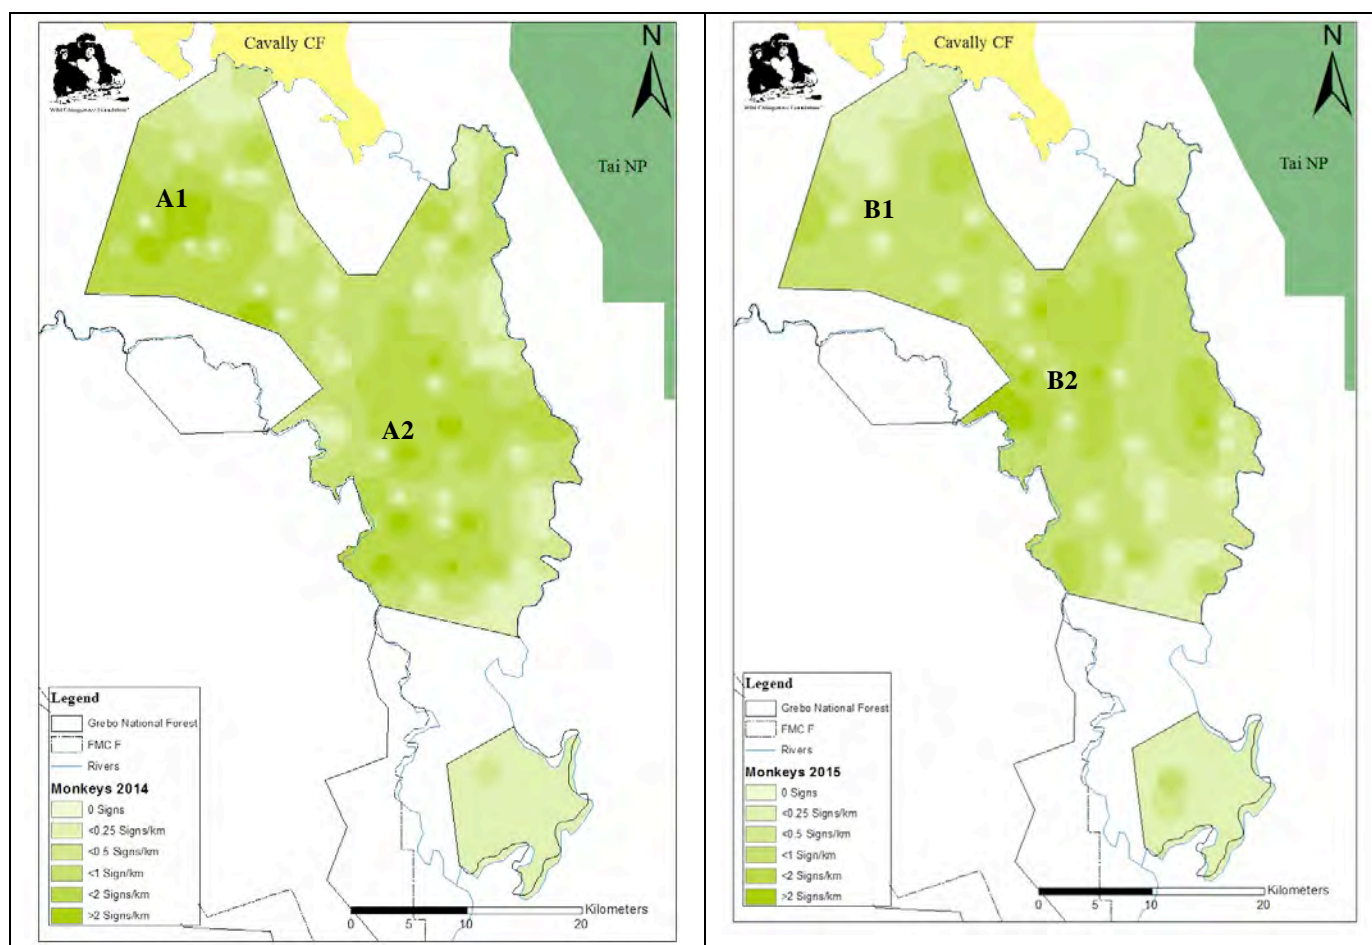 Cavally CF
N
Wild Chimpanzee Foundation
Tai NP
A1
A2
Legend
Grebo National Forest
FMC F
Rivers
Monkeys 2014
0 Signs
<0.25 Signs/km
<0.5 Signs/km
<1 Sign/km
<2 Signs/km
>2 Signs/km
Kilometers
0 5 10 20
Cavally CF
N
Tai NP
B1
B2
Legend
Grebo National Forest
FMC F
Rivers
Monkeys 2015
0 Signs
<0.25 Signs/km
<0.5 Signs/km
<1 Sign/km
<2 Signs/km
>2 Signs/km
Kilometers
0 5 10 20